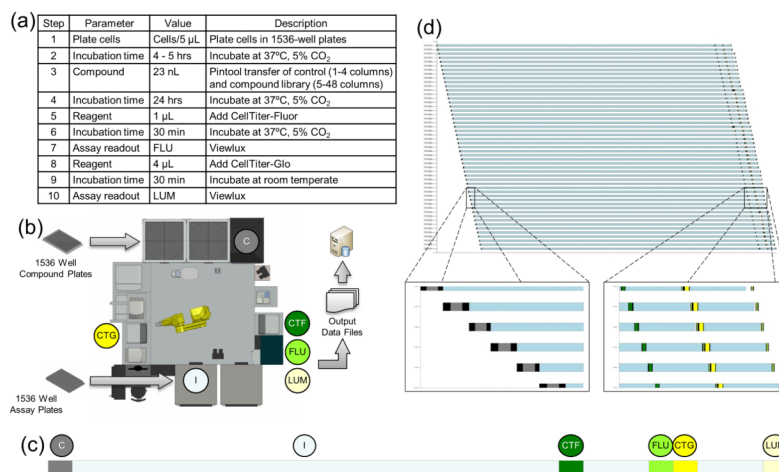 (a)
Step Parameter Value Description
1 Plate cells Cells/5 µL Plate cells in 1536-well plates
2 Incubation time 4 - 5 hrs Incubate at 37ºC, 5% CO2
3 Compound 23 nL Pintool transfer of control (1-4 columns)
and compound library (5-48 columns)
4 Incubation time 24 hrs Incubate at 37ºC, 5% CO2
5 Reagent 1 µL Add CellTiter-Fluor
6 Incubation time 30 min Incubate at 37ºC, 5% CO2
7 Assay readout FLU Viewlux
8 Reagent 4 µL Add CellTiter-Glo
9 Incubation time 30 min Incubate at room temperate
10 Assay readout LUM Viewlux
(b)
1536 Well
Compound Plates
C
CTG
CTF
FLU
LUM
I
Output
Data Files
1536 Well
Assay Plates
(d)
(c)
C
I
CTF
FLU
CTG
LUM